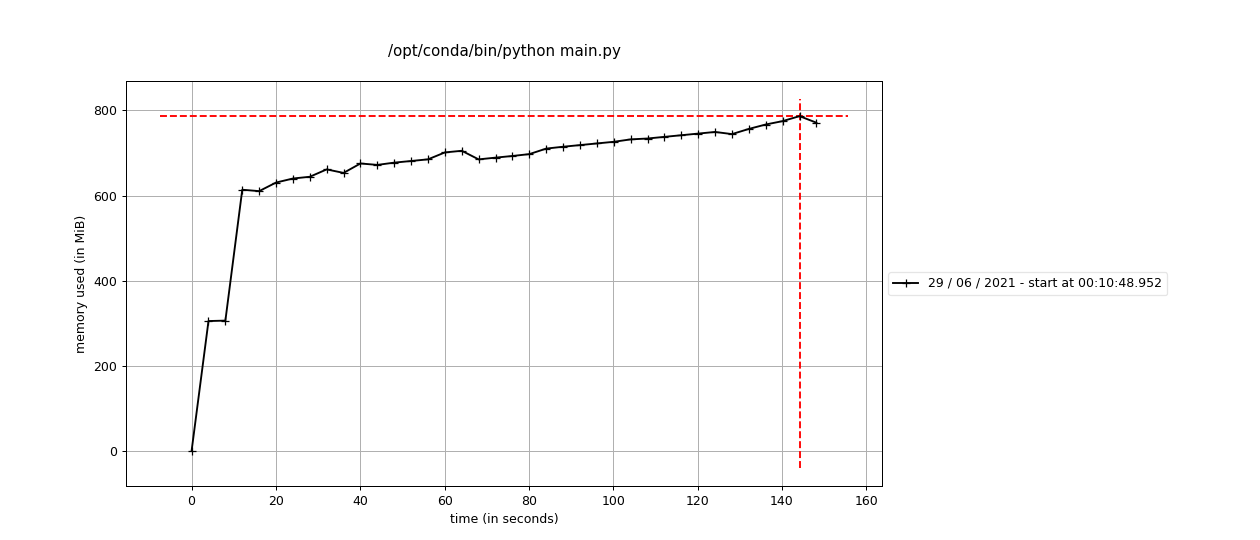 /opt/conda/bin/python main.py
800
600
400
200
0
memory used (in MiB)
0 20 40 60 80 100 120 140 160
time (in seconds)
29 / 06 / 2021 - start at 00:10:48.952